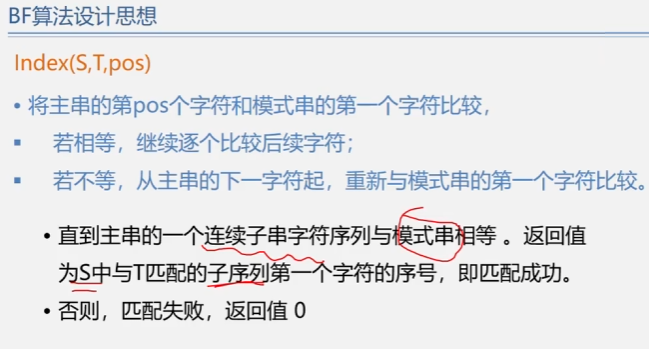 BF算法设计思想
Index(S,T,pos)
• 将主串的第pos个字符和模式串的第一个字符比较，
▪ 若相等，继续逐个比较后续字符；
▪ 若不等，从主串的下一字符起，重新与模式串的第一个字符比较。
• 直到主串的一个连续子串字符序列与模式串相等 。返回值
为S中与T匹配的子序列第一个字符的序号，即匹配成功。
• 否则，匹配失败，返回值 0